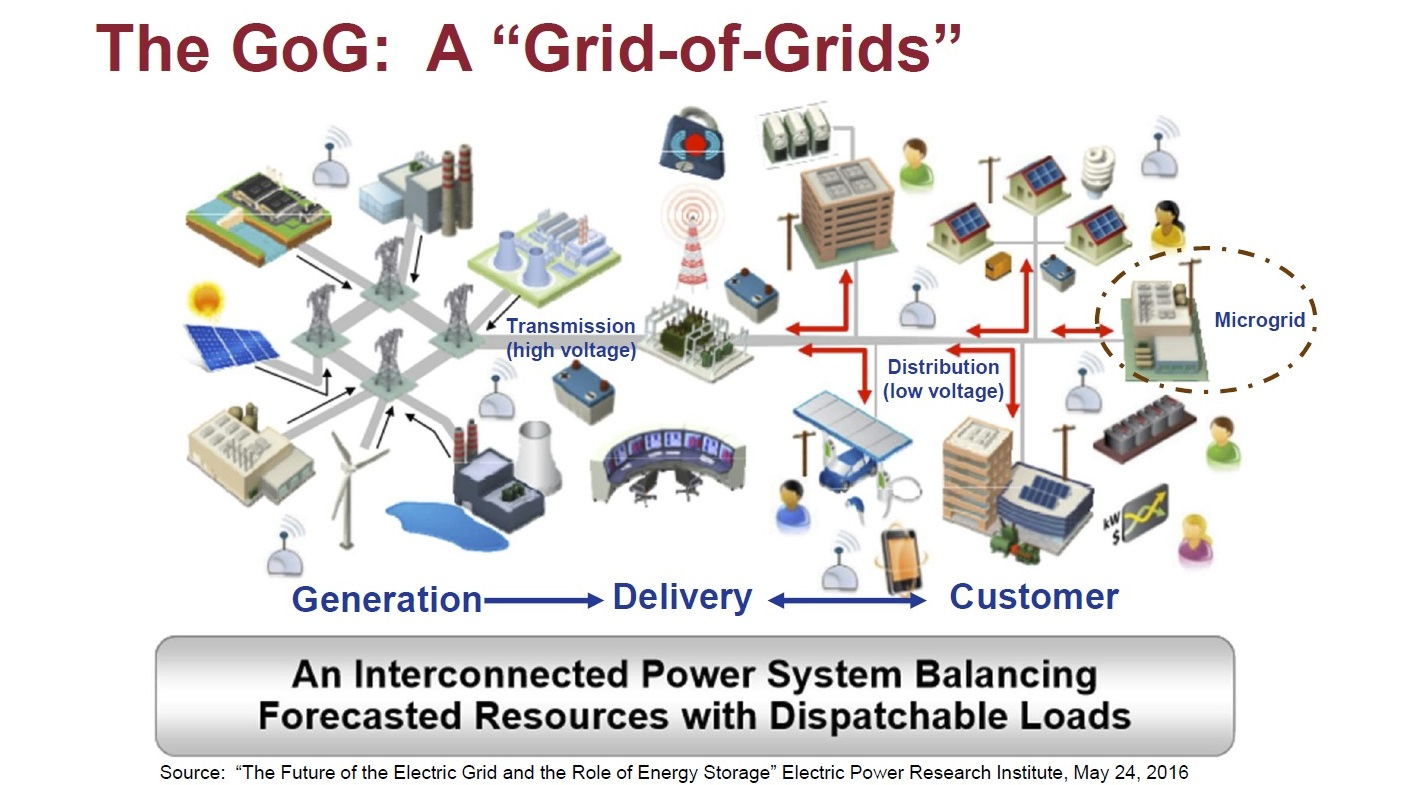 The GoG:  A “Grid-of-Grids”
Transmission
(high voltage)
Microgrid
Distribution
(low voltage)
kW
$
Generation
Delivery
Customer
An Interconnected Power System Balancing
Forecasted Resources with Dispatchable Loads
Source:  “The Future of the Electric Grid and the Role of Energy Storage” Electric Power Research Institute, May 24, 2016